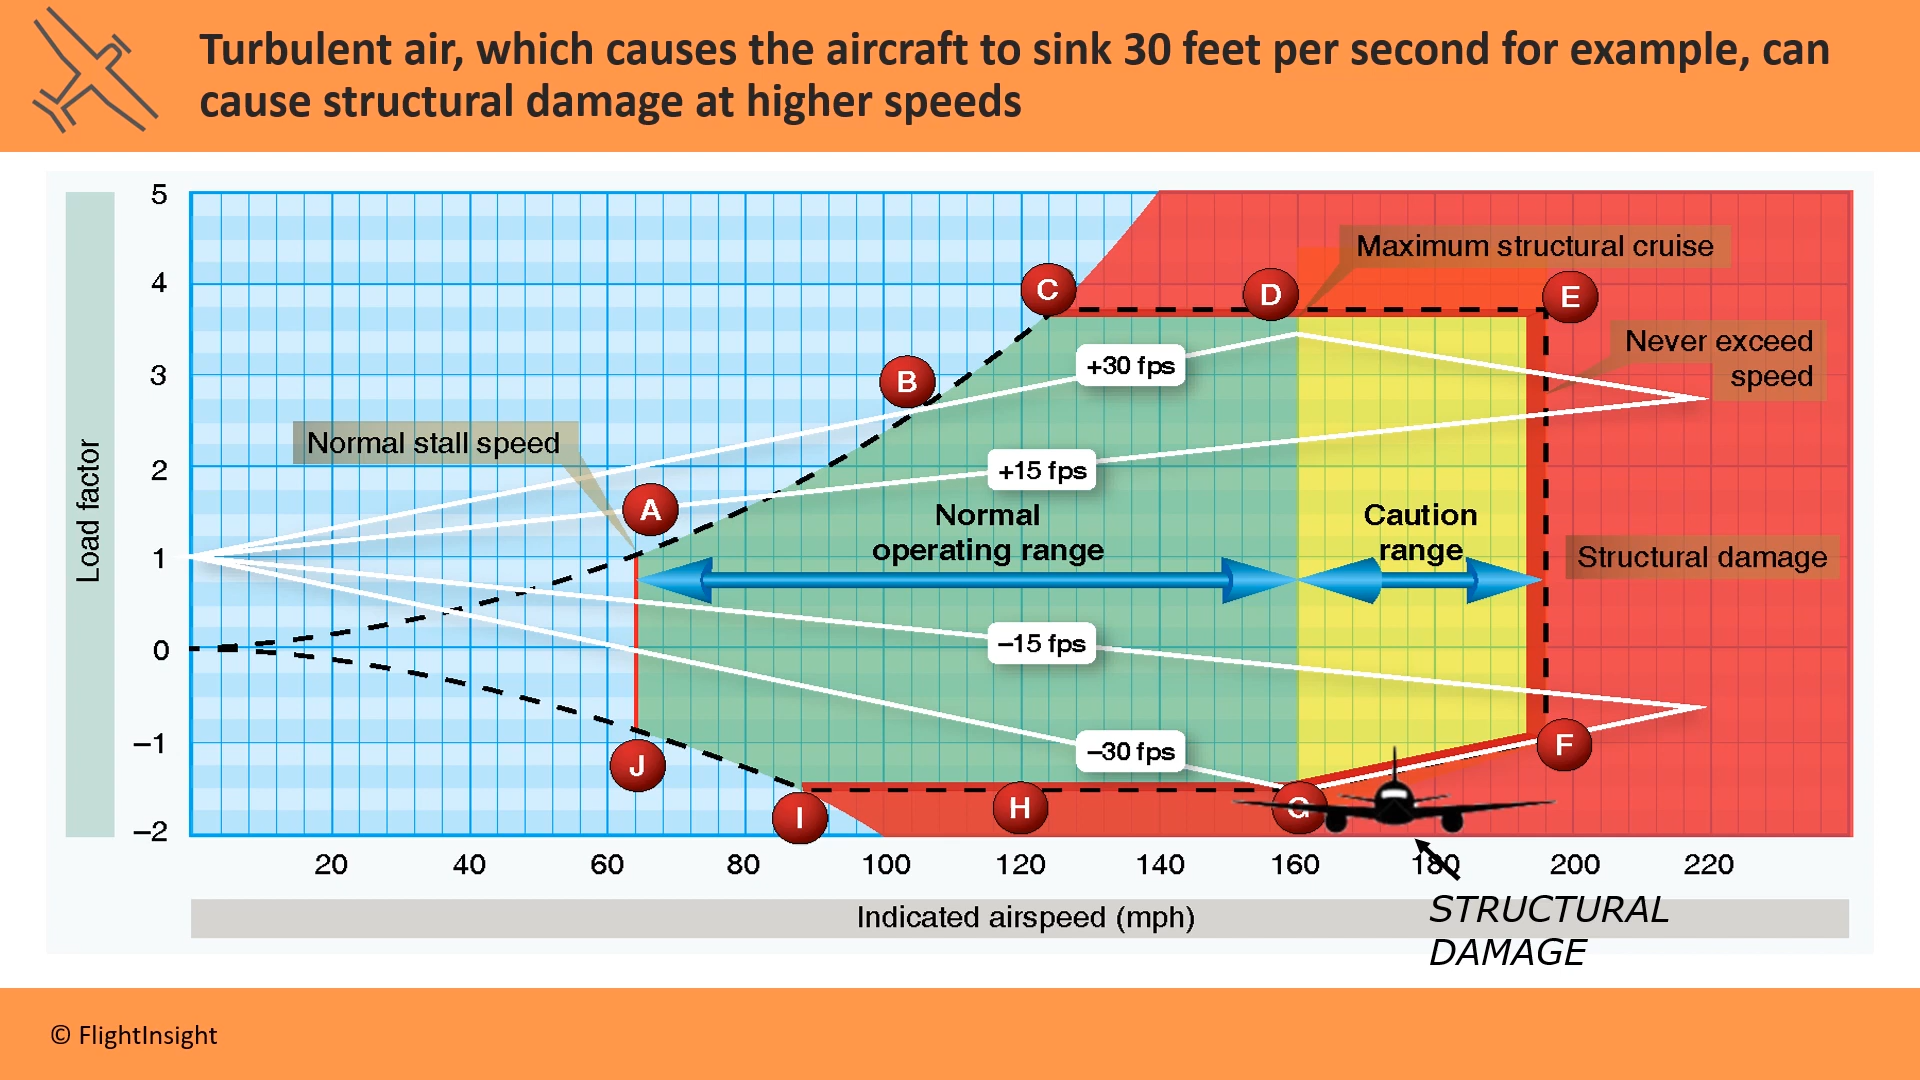 Turbulent air, which causes the aircraft to sink 30 feet per second for example, can
cause structural damage at higher speeds
5
4
3
2
1
0
–1
–2
Load factor
Maximum structural cruise
C
D
E
Never exceed
speed
+30 fps
B
Normal stall speed
+15 fps
A
Normal
operating range
Caution
range
Structural damage
–15 fps
–30 fps
F
J
I
H
G
20
40
60
80
100
120
140
160
180
200
220
Indicated airspeed (mph)
STRUCTURAL
DAMAGE
© FlightInsight